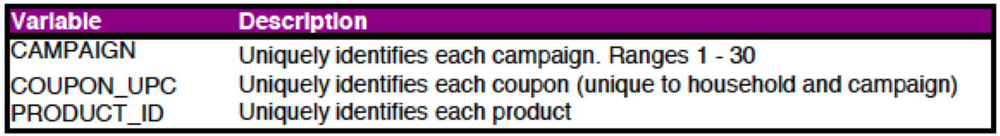 Variable Description
CAMPAIGN Uniquely identifies each campaign. Ranges 1 - 30
COUPON_UPC Uniquely identifies each coupon (unique to household and campaign)
PRODUCT_ID Uniquely identifies each product